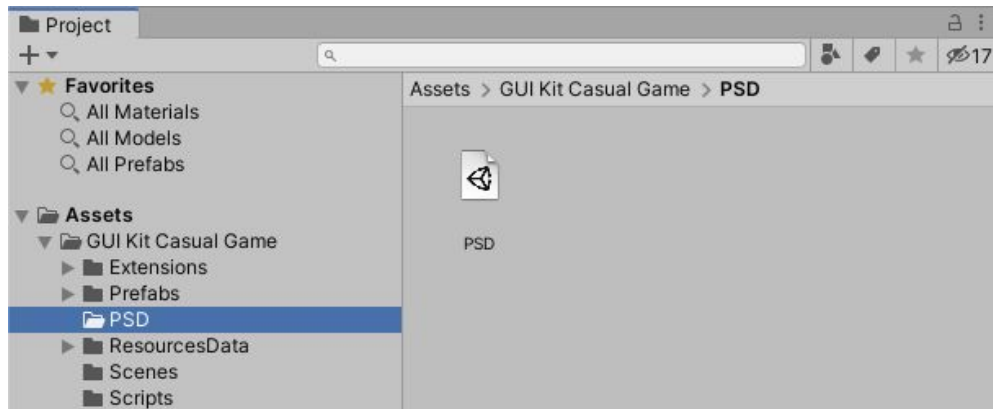 Project
17
Favorites
All Materials
All Models
All Prefabs
Assets
GUI Kit Casual Game
Extensions
Prefabs
PSD
ResourcesData
Scenes
Scripts
Assets > GUI Kit Casual Game > PSD
PSD